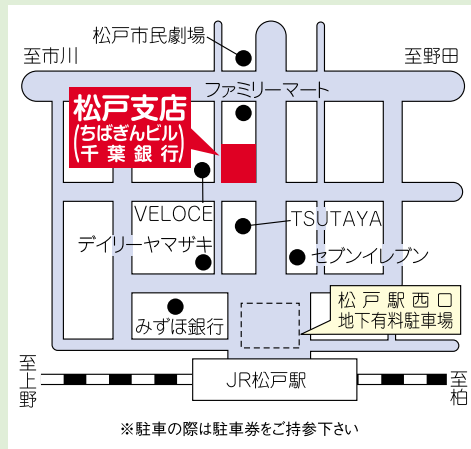 松戸市民劇場
至市川
至野田
ファミリーマート
松戸支店
(ちばぎんビル)
(千葉銀行)
VELOCE
TSUTAYA
デイリーヤマザキ
セブンイレブン
みずほ銀行
松戸駅西口
地下有料駐車場
至上野
JR松戸駅
至柏
※駐車の際は駐車券をご持参下さい